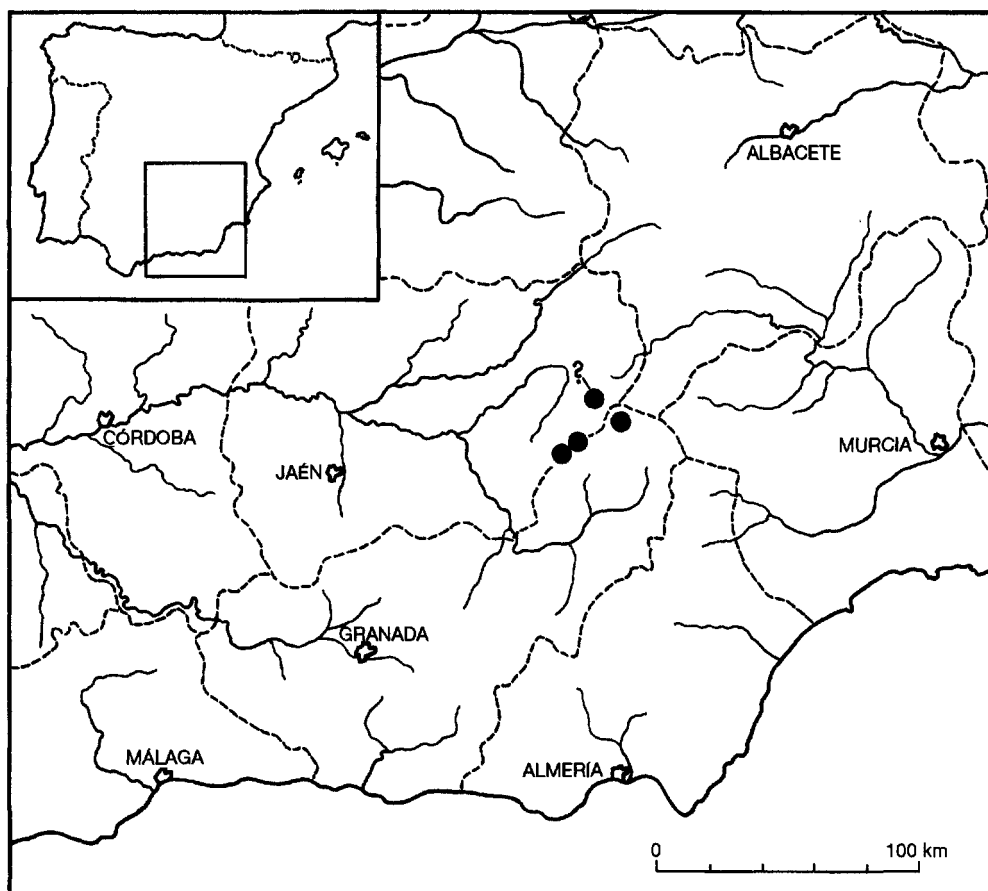 ALBACETE
?
CÓRDOBA
JAÉN
MURCIA
GRANADA
MÁLAGA
ALMERÍA
0 100 km